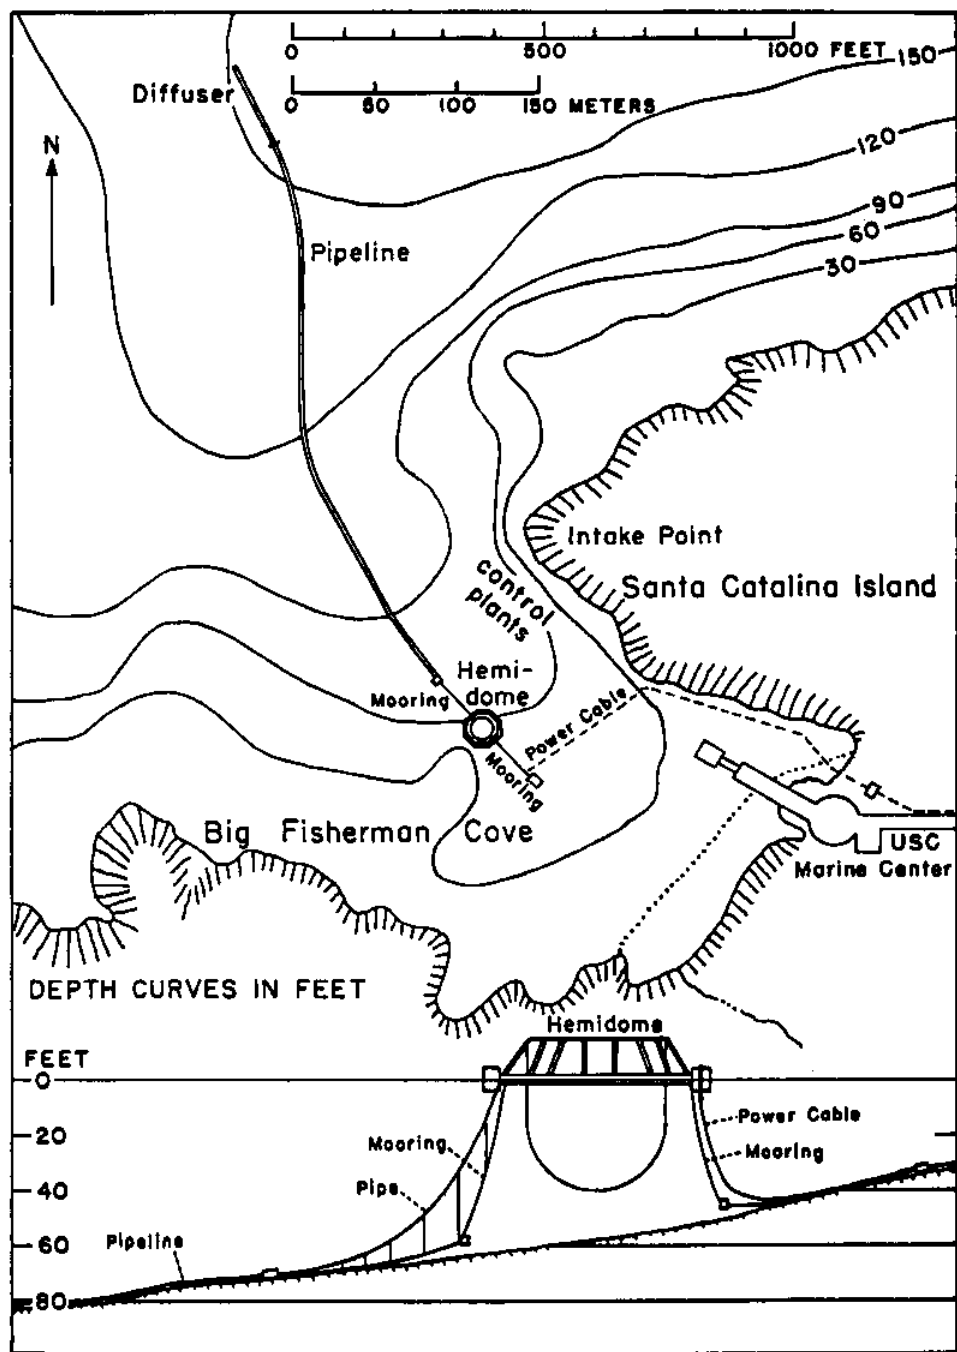 0 500 1000 FEET
150
Diffuser
0 50 100 150 METERS
N
120
90
Pipeline
60
30
Intake Point
control
plants
Santa Catalina Island
Hemi-
dome
Mooring
Power Cable
Mooring
Big Fisherman Cove
USC
Marine Center
DEPTH CURVES IN FEET
Hemidome
FEET
0
Power Cable
20
Mooring
Mooring
40
Pipe
Pipeline
60
80